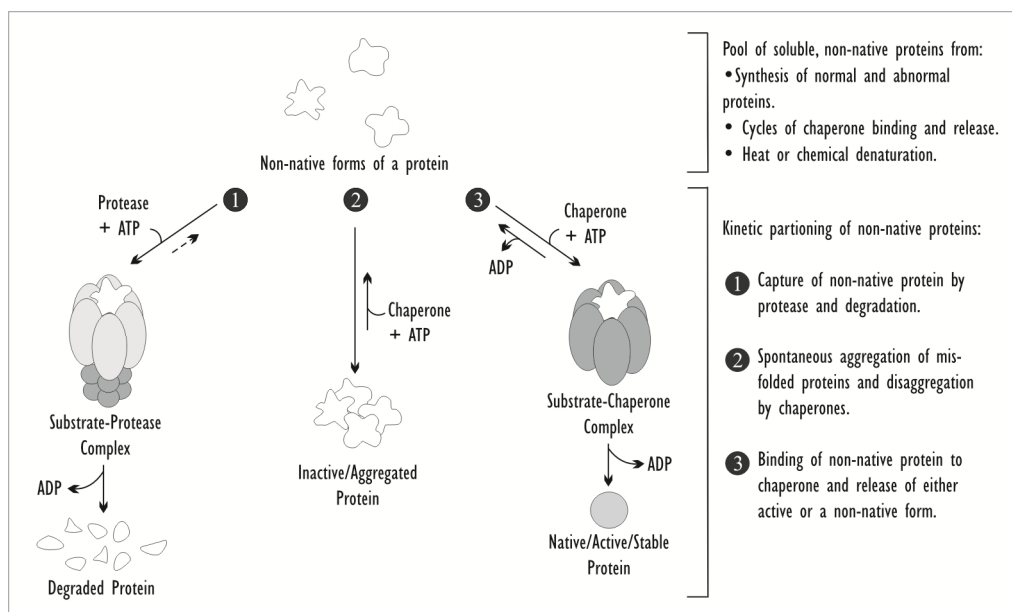 Non-native forms of a protein
Protease
+ ATP
1
2
3
Chaperone
+ ATP
ADP
Chaperone
+ ATP
Substrate-Protease
Complex
ADP
Degraded Protein
Inactive/Aggregated
Protein
Substrate-Chaperone
Complex
ADP
Native/Active/Stable
Protein
Pool of soluble, non-native proteins from:
•Synthesis of normal and abnormal
proteins.
• Cycles of chaperone binding and release.
• Heat or chemical denaturation.
Kinetic partioning of non-native proteins:
1 Capture of non-native protein by
protease and degradation.
2 Spontaneous aggregation of mis-
folded proteins and disaggregation
by chaperones.
3 Binding of non-native protein to
chaperone and release of either
active or a non-native form.